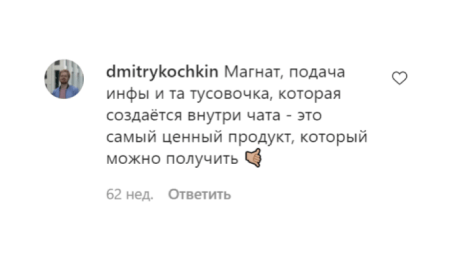 dmitrykochkin Магнат, подача
инфы и та тусовочка, которая
создаётся внутри чата - это
самый ценный продукт, который
можно получить 🤙🏼
62 нед. Ответить